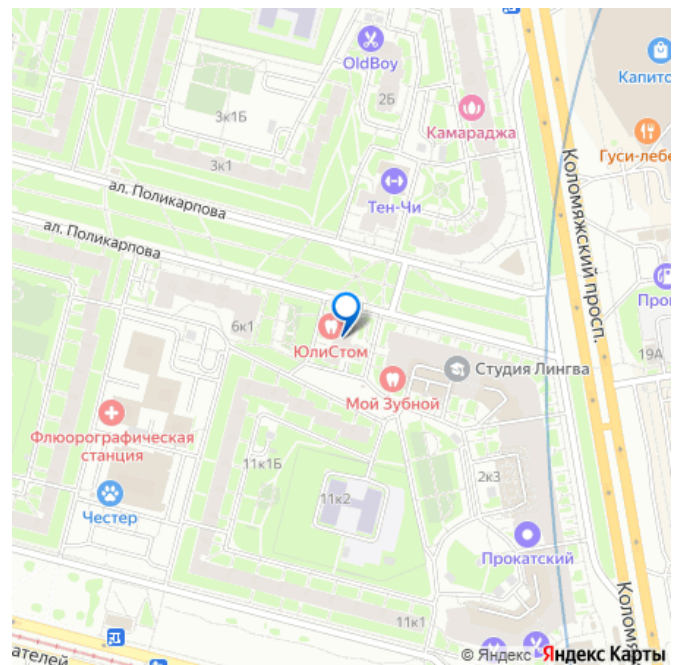 OldBoy
Капито
2Б
3к1Б
Камараджа
Гуси-лебе
3к1
ал. Поликарпова
Тен-Чи
Коломяжский просп.
ал. Поликарпова
Про
6к1
ЮлиСтом
19А
Студия Лингва
Мой Зубной
Флюорографическая
станция
11к1Б
2к3
11к2
Честер
Прокатский
11к1
Коломя
ателей
© Яндекс Яндекс Карты